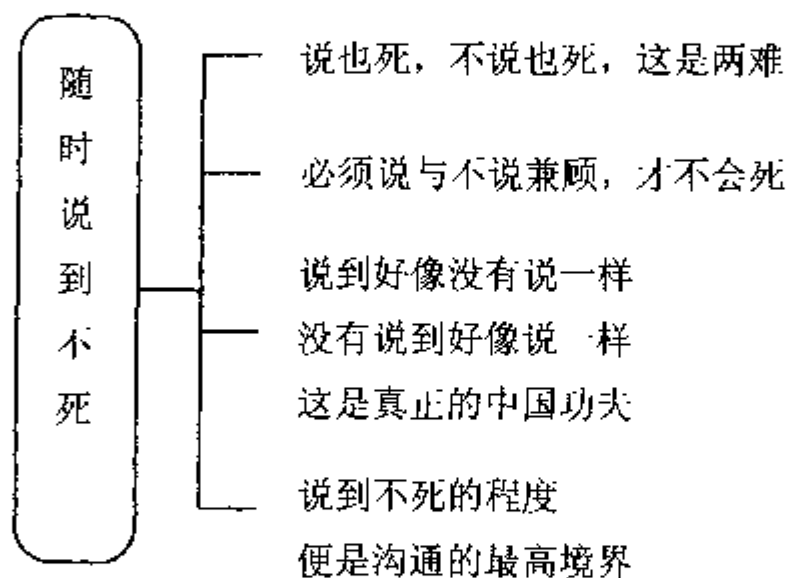 随时说到不死
说也死，不说也死，这是两难
必须说与不说兼顾，才不会死
说到好像没有说一样
没有说到好像说一样
这是真正的中国功夫
说到不死的程度
便是沟通的最高境界